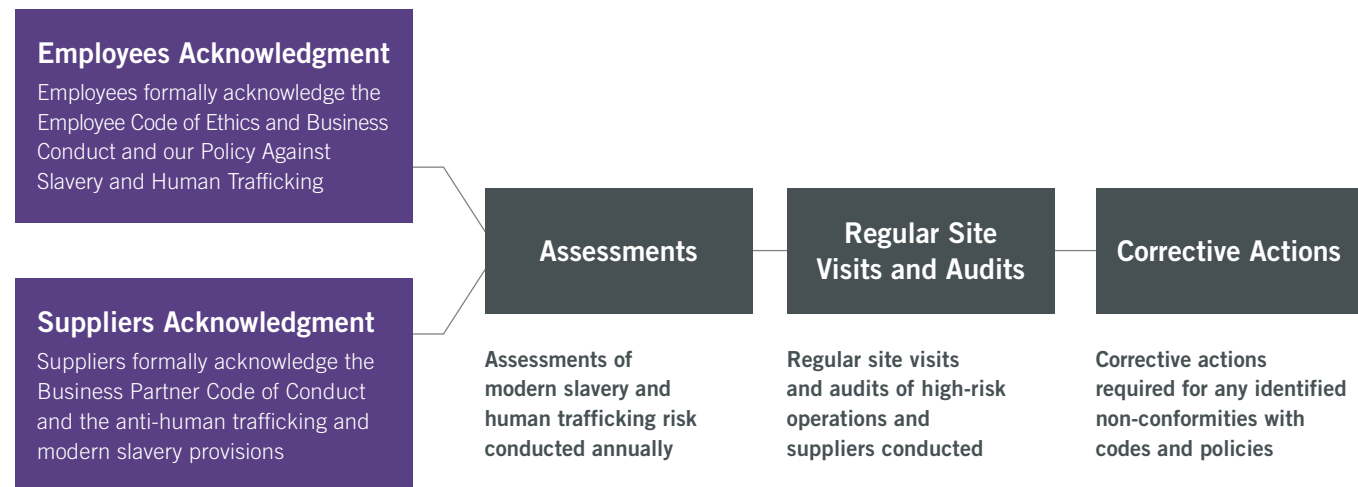 Employees Acknowledgment
Employees formally acknowledge the
Employee Code of Ethics and Business
Conduct and our Policy Against
Slavery and Human Trafficking
Suppliers Acknowledgment
Suppliers formally acknowledge the
Business Partner Code of Conduct
and the anti-human trafficking and
modern slavery provisions
Assessments
Assessments of
modern slavery and
human trafficking risk
conducted annually
Regular Site
Visits and Audits
Regular site visits
and audits of high-risk
operations and
suppliers conducted
Corrective Actions
Corrective actions
required for any identified
non-conformities with
codes and policies